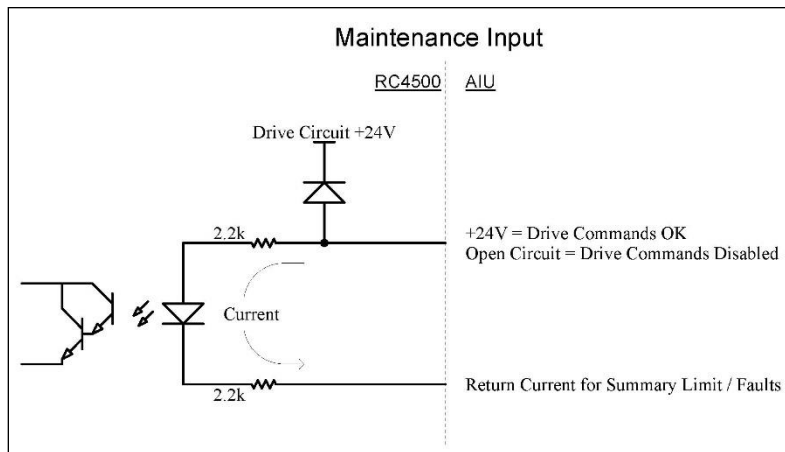 Maintenance Input
RC4500 AIU
Drive Circuit +24V
2.2k
+24V = Drive Commands OK
Open Circuit = Drive Commands Disabled
Current
2.2k
Return Current for Summary Limit / Faults